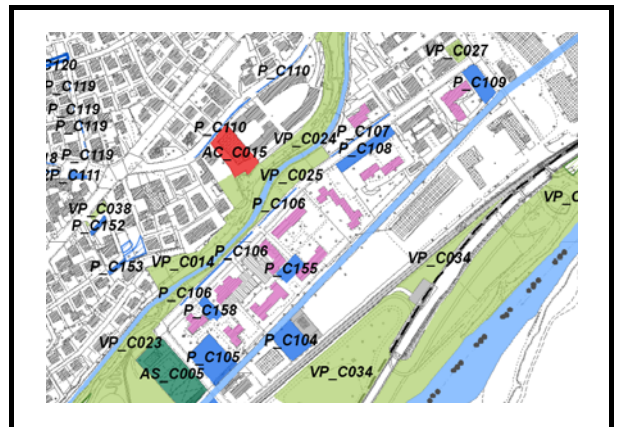 VP_C027
P_C110
P_C109
P_C119
P_C119
P_C110
P_C107
P_C119
VP_C024
P_C108
AC_C015
P_C119
VP_C025
P_C111
P_C106
VP_C038
P_C152
P_C106
VP_C034
VP_C014
P_C153
P_C155
P_C106
P_C158
VP_C023
P_C104
P_C105
AS_C005
VP_C034